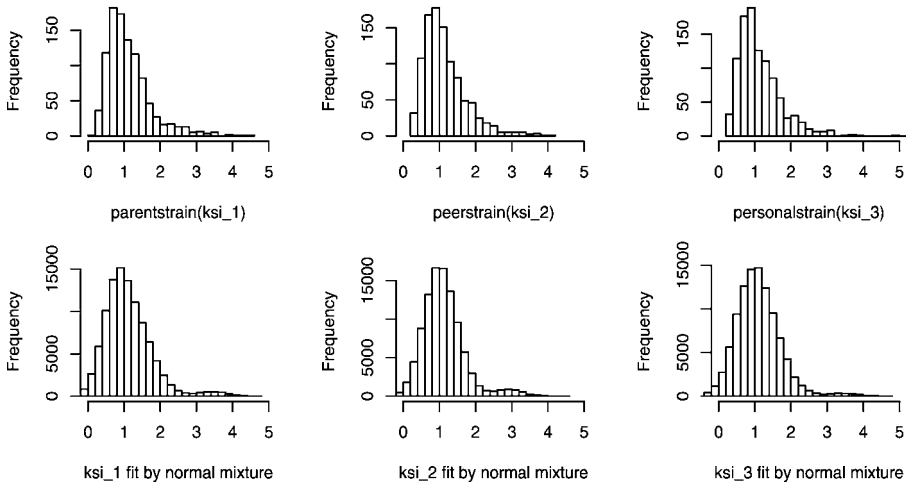 Frequency
0 50 150
0 1 2 3 4 5
parentstrain(ksi_1)
Frequency
0 50 150
0 1 2 3 4 5
peerstrain(ksi_2)
Frequency
0 50 150
0 1 2 3 4 5
personalstrain(ksi_3)
Frequency
0 5000 15000
0 1 2 3 4 5
ksi_1 fit by normal mixture
Frequency
0 5000 15000
0 1 2 3 4 5
ksi_2 fit by normal mixture
Frequency
0 5000 15000
0 1 2 3 4 5
ksi_3 fit by normal mixture